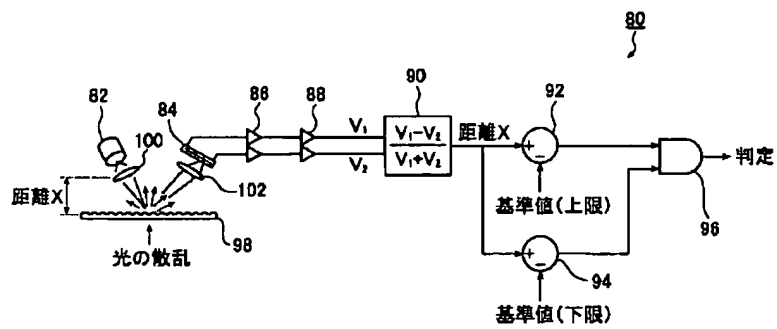 80
90
86
88
82
84
92
100
V₁
V₁−V₂
V₁+V₂
距離X
V₂
102
判定
距離X
基準値(上限)
96
98
光の散乱
94
基準値(下限)